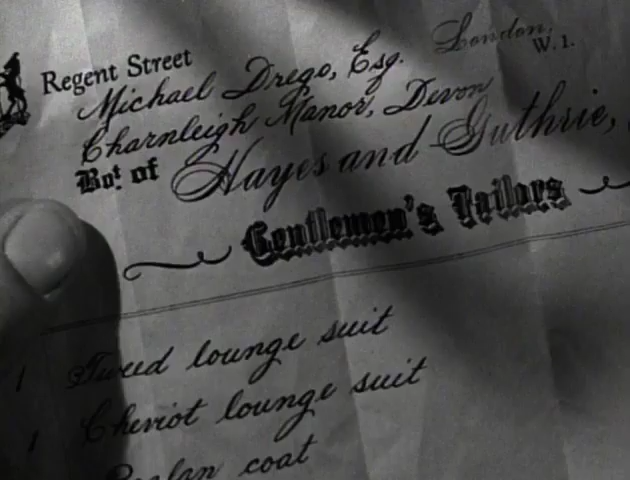 Regent Street
London,
W.1.
Michael Drego, Esq.
Charnleigh Manor, Devon
Bot. of Hayes and Guthrie,
Gentlemen's Tailors
1 Tweed lounge suit
1 Cheviot lounge suit
coat